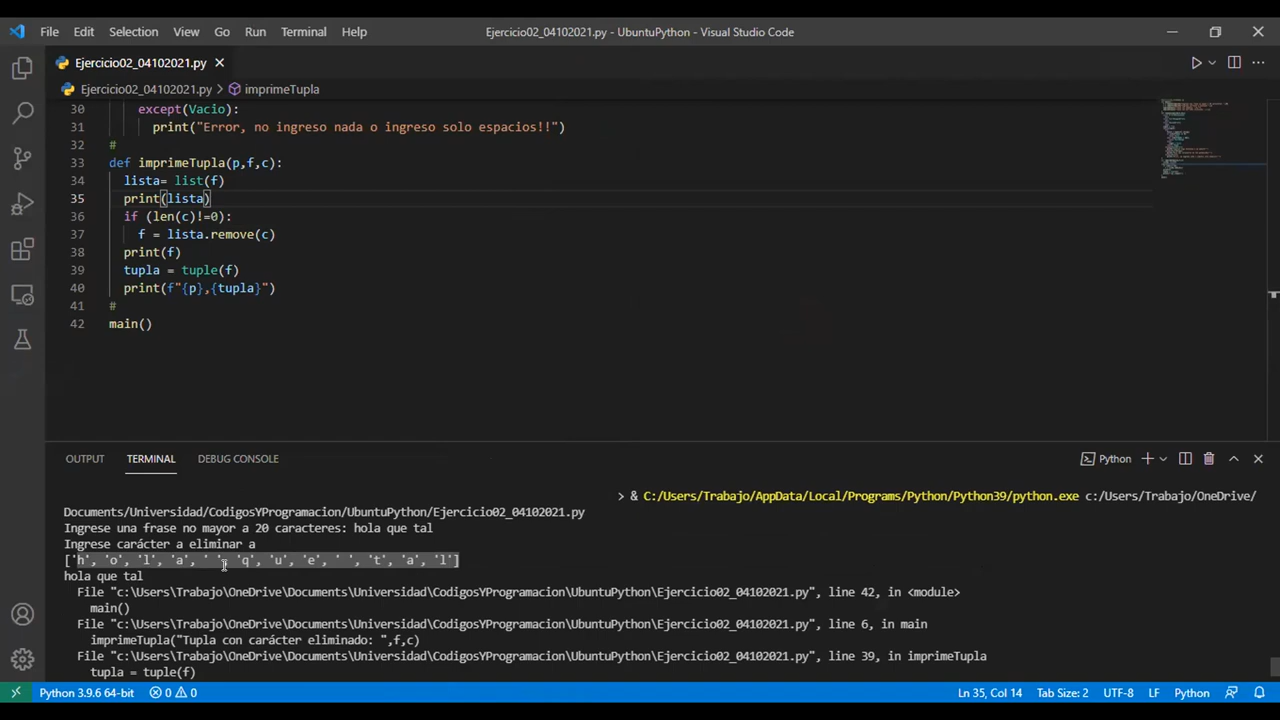 File Edit Selection View Go Run Terminal Help Ejercicio02_04102021.py - UbuntuPython - Visual Studio Code
Ejercicio02_04102021.py
Ejercicio02_04102021.py > imprimeTupla
30 except(Vacio):
31 print("Error, no ingreso nada o ingreso solo espacios!!")
32 #
33 def imprimeTupla(p,f,c):
34 lista= list(f)
35 print(lista)
36 if (len(c)!=0):
37 f = lista.remove(c)
38 print(f)
39 tupla = tuple(f)
40 print(f"{p},{tupla}")
41 #
42 main()
OUTPUT TERMINAL DEBUG CONSOLE Python
> & C:/Users/Trabajo/AppData/Local/Programs/Python/Python39/python.exe c:/Users/Trabajo/OneDrive/
Documents/Universidad/CodigosYProgramacion/UbuntuPython/Ejercicio02_04102021.py
Ingrese una frase no mayor a 20 caracteres: hola que tal
Ingrese carácter a eliminar a
['h', 'o', 'l', 'a', ' ', 'q', 'u', 'e', ' ', 't', 'a', 'l']
hola que tal
File "c:\Users\Trabajo\OneDrive\Documents\Universidad\CodigosYProgramacion\UbuntuPython\Ejercicio02_04102021.py", line 42, in <module>
main()
File "c:\Users\Trabajo\OneDrive\Documents\Universidad\CodigosYProgramacion\UbuntuPython\Ejercicio02_04102021.py", line 6, in main
imprimeTupla("Tupla con carácter eliminado: ",f,c)
File "c:\Users\Trabajo\OneDrive\Documents\Universidad\CodigosYProgramacion\UbuntuPython\Ejercicio02_04102021.py", line 39, in imprimeTupla
tupla = tuple(f)
Python 3.9.6 64-bit 0 0 Ln 35, Col 14 Tab Size: 2 UTF-8 LF Python